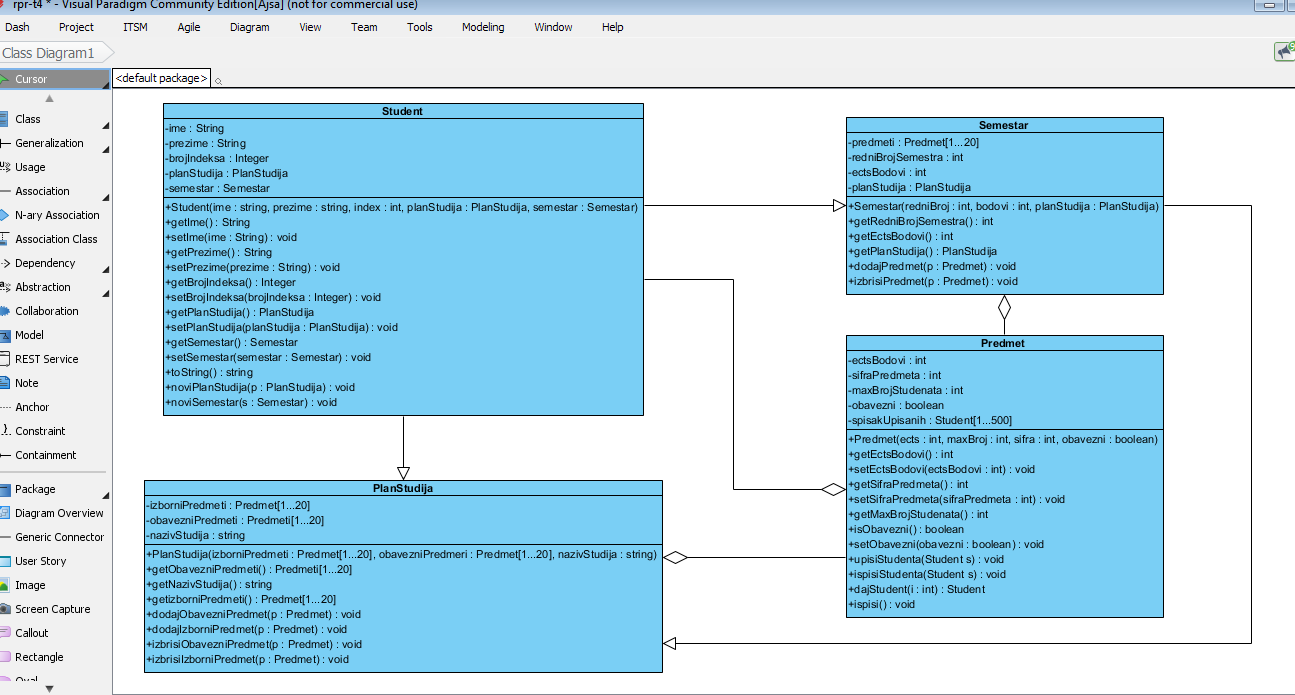 rpr-t4 * - Visual Paradigm Community Edition[Ajsa] (not for commercial use)
Dash Project ITSM Agile Diagram View Team Tools Modeling Window Help
Class Diagram1
Cursor
<default package>
Class
Generalization
Usage
Association
N-ary Association
Association Class
Dependency
Abstraction
Collaboration
Model
REST Service
Note
Anchor
Constraint
Containment
Package
Diagram Overview
Generic Connector
User Story
Image
Screen Capture
Callout
Rectangle
Oval
Student
-ime : String
-prezime : String
-brojIndeksa : Integer
-planStudija : PlanStudija
-semestar : Semestar
+Student(ime : string, prezime : string, index : int, planStudija : PlanStudija, semestar : Semestar)
+getIme() : String
+setIme(ime : String) : void
+getPrezime() : String
+setPrezime(prezime : String) : void
+getBrojIndeksa() : Integer
+setBrojIndeksa(brojIndeksa : Integer) : void
+getPlanStudija() : PlanStudija
+setPlanStudija(planStudija : PlanStudija) : void
+getSemestar() : Semestar
+setSemestar(semestar : Semestar) : void
+toString() : string
+noviPlanStudija(p : PlanStudija) : void
+noviSemestar(s : Semestar) : void
Semestar
-predmeti : Predmet[1...20]
-redniBrojSemestra : int
-ectsBodovi : int
-planStudija : PlanStudija
+Semestar(redniBroj : int, bodovi : int, planStudija : PlanStudija)
+getRedniBrojSemestra() : int
+getEctsBodovi() : int
+getPlanStudija() : PlanStudija
+dodajPredmet(p : Predmet) : void
+izbrisiPredmet(p : Predmet) : void
Predmet
-ectsBodovi : int
-sifraPredmeta : int
-maxBrojStudenata : int
-obavezni : boolean
-spisakUpisanih : Student[1...500]
+Predmet(ects : int, maxBroj : int, sifra : int, obavezni : boolean)
+getEctsBodovi() : int
+setEctsBodovi(ectsBodovi : int) : void
+getSifraPredmeta() : int
+setSifraPredmeta(sifraPredmeta : int) : void
+getMaxBrojStudenata() : int
+isObavezni() : boolean
+setObavezni(obavezni : boolean) : void
+upisiStudenta(Student s) : void
+ispisiStudenta(Student s) : void
+dajStudent(i : int) : Student
+ispisi() : void
PlanStudija
-izborniPredmeti : Predmet[1...20]
-obavezniPredmeti : Predmeti[1...20]
-nazivStudija : string
+PlanStudija(izborniPredmeti : Predmet[1...20], obavezniPredmeri : Predmet[1...20], nazivStudija : string)
+getObavezniPredmeti() : Predmeti[1...20]
+getNazivStudija() : string
+getizborniPredmeti() : Predmet[1...20]
+dodajObavezniPredmet(p : Predmet) : void
+dodajIzborniPredmet(p : Predmet) : void
+izbrisiObavezniPredmet(p : Predmet) : void
+izbrisiIzborniPredmet(p : Predmet) : void